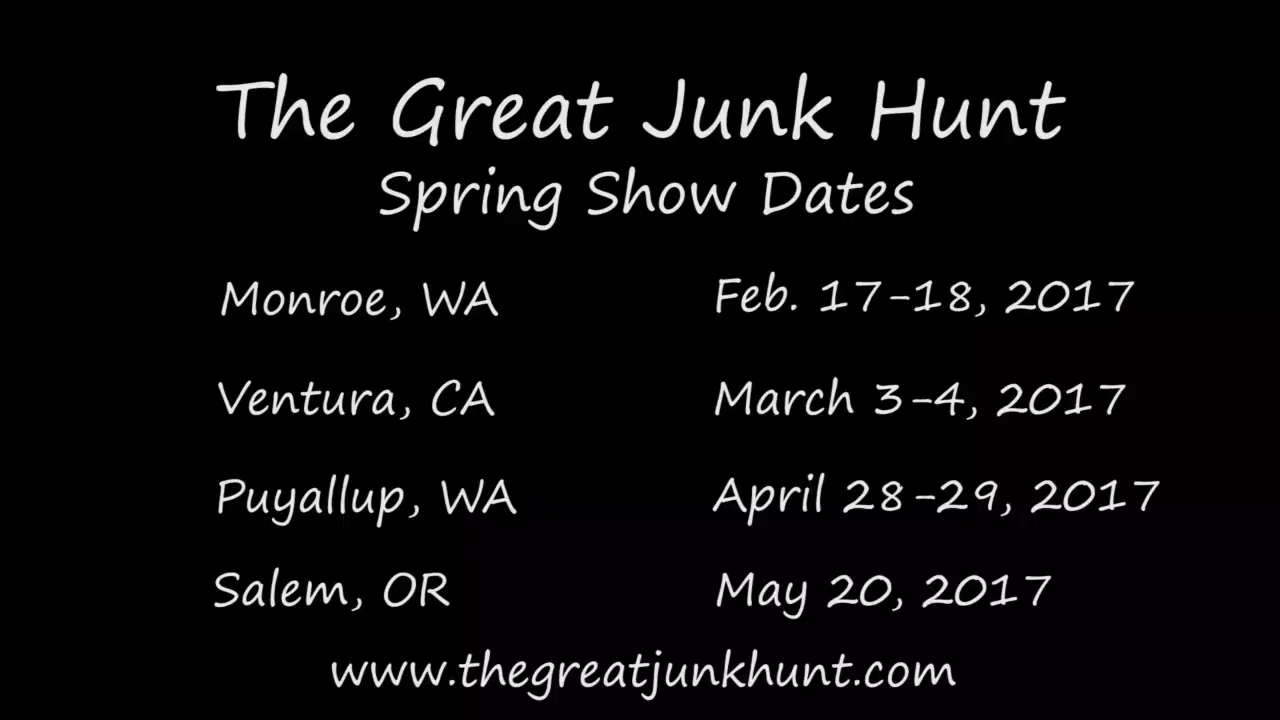 The Great Junk Hunt
Spring Show Dates
Monroe, WA Feb. 17-18, 2017
Ventura, CA March 3-4, 2017
Puyallup, WA April 28-29, 2017
Salem, OR May 20, 2017
www.thegreatjunkhunt.com